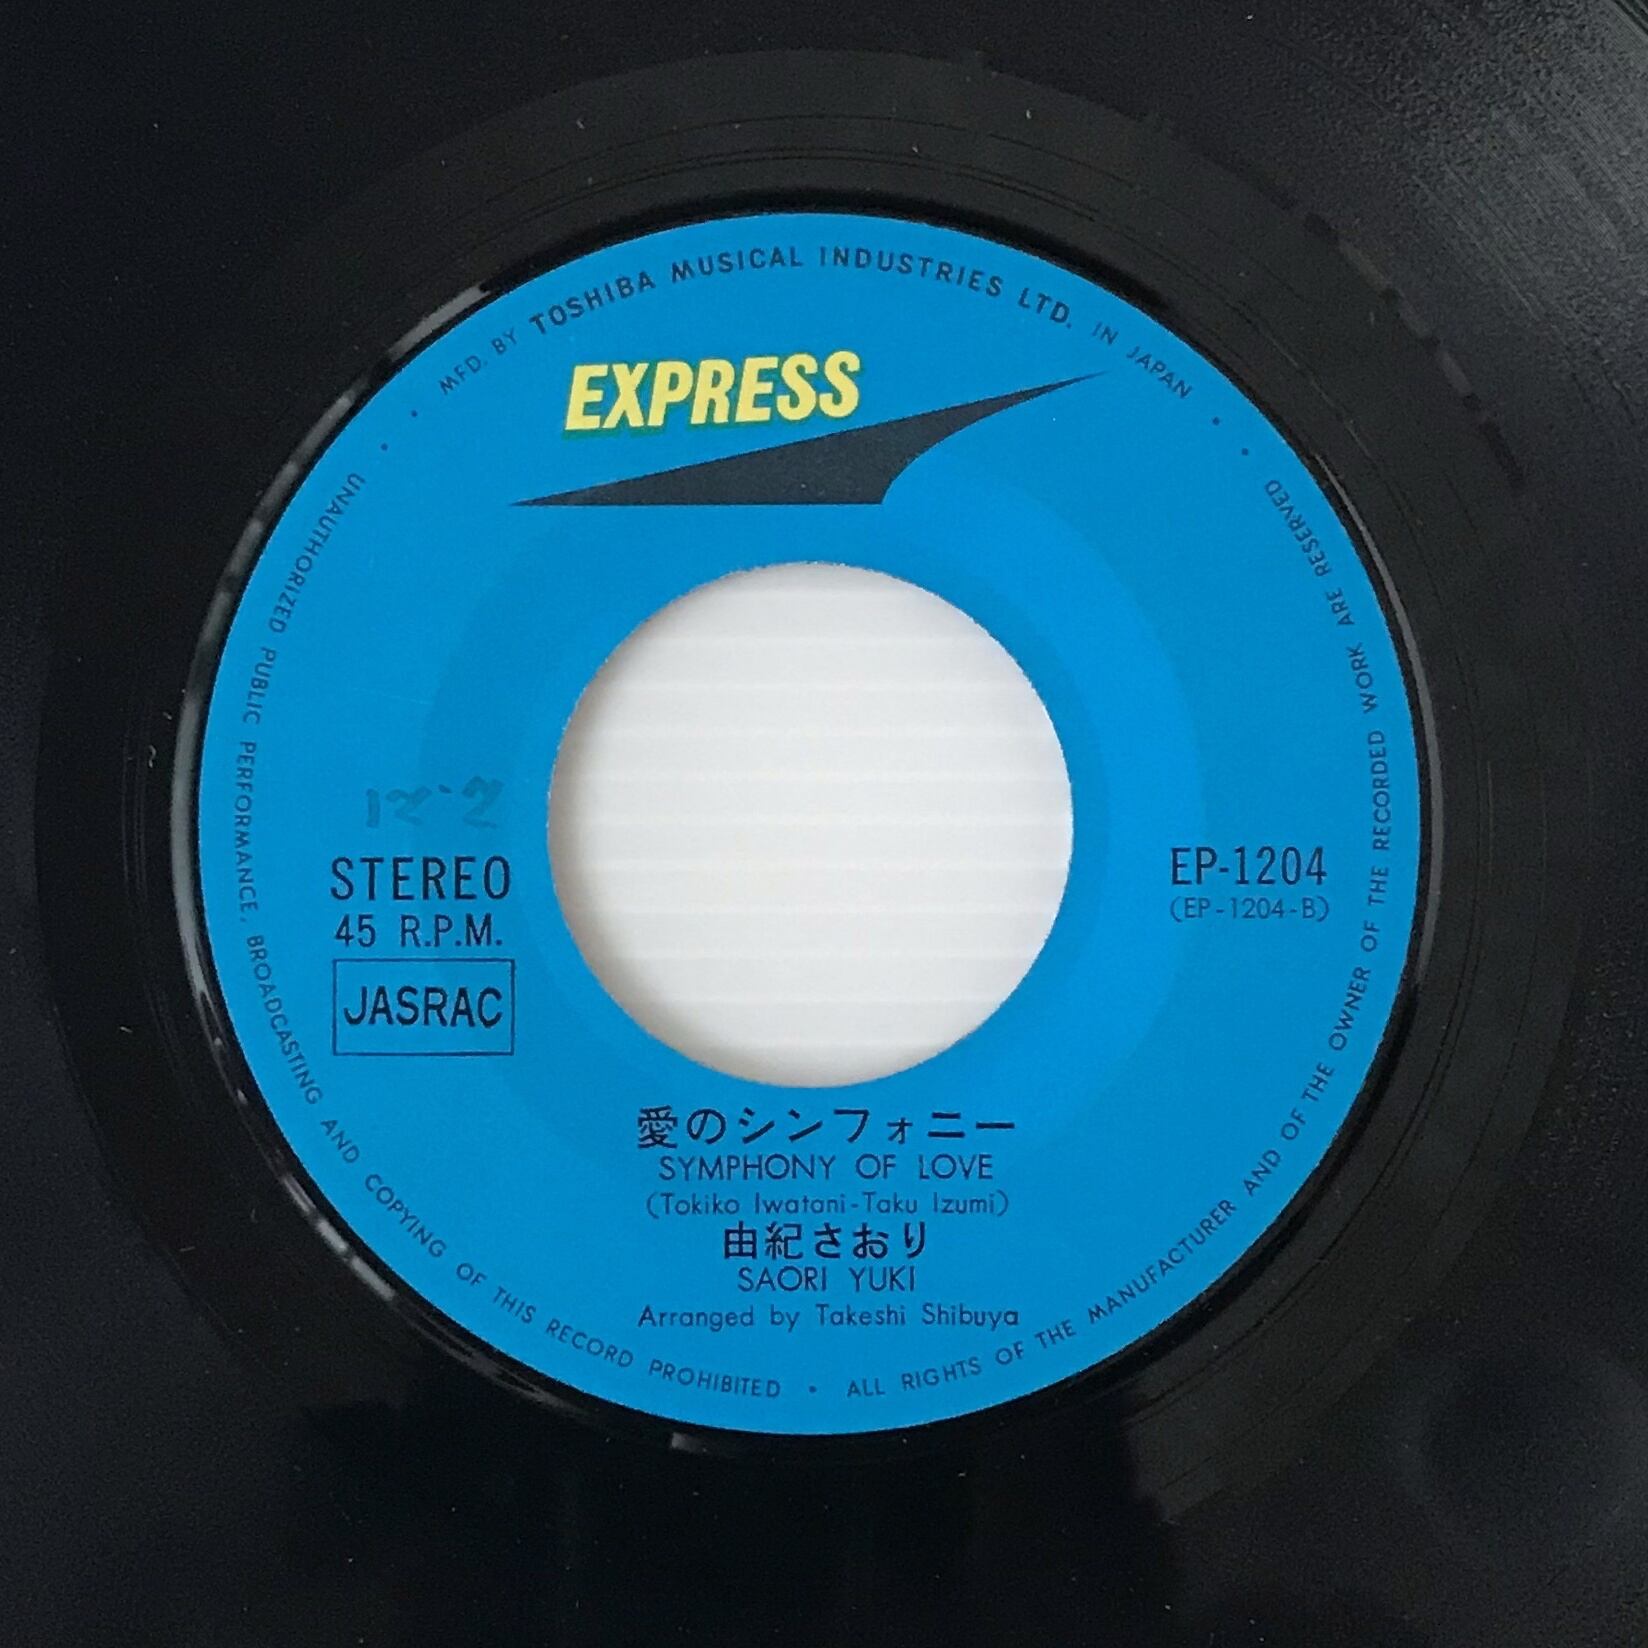 MFD. BY TOSHIBA MUSICAL INDUSTRIES LTD. IN JAPAN
EXPRESS
12・2
STEREO
45 R.P.M.
JASRAC
EP-1204
(EP-1204-B)
愛のシンフォニー
SYMPHONY OF LOVE
(Tokiko Iwatani-Taku Izumi)
由紀さおり
SAORI YUKI
Arranged by Takeshi Shibuya
UNAUTHORIZED PUBLIC PERFORMANCE, BROADCASTING AND COPYING OF THIS RECORD PROHIBITED • ALL RIGHTS OF THE MANUFACTURER AND OF THE OWNER OF THE RECORDED WORK ARE RESERVED